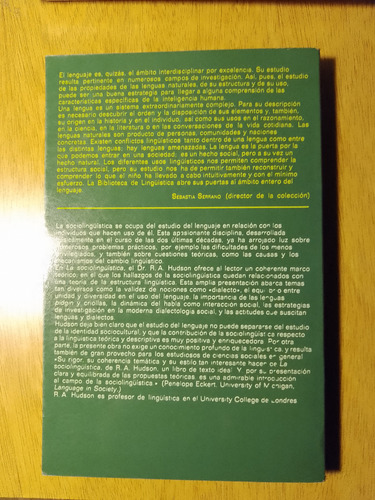 El lenguaje es, quizás, el ámbito interdisciplinar por excelencia. Su estudio
resulta pertinente en numerosos campos de investigación. Así, pues, el estudio
de las propiedades de las lenguas naturales, de su estructura y de su uso,
puede ser una buena estrategia para llegar a alguna comprensión de las
características específicas de la inteligencia humana.
Una lengua es un sistema extraordinariamente complejo. Para su descripción
es necesario descubrir el orden y la disposición de sus elementos y, también,
su origen en la historia y en el individuo, así como sus usos en el razonamiento,
en la ciencia, en la literatura o en las conversaciones de la vida cotidiana. Las
lenguas naturales son producto de personas, comunidades y naciones
concretas. Existen conflictos lingüísticos tanto dentro de una lengua como entre
las distintas lenguas; hay lenguas amenazadas. La lengua es la puerta por la
que podemos entrar en una sociedad: es un hecho social, pero a su vez un
hecho natural. Los diferentes usos lingüísticos nos permiten comprender la
estructura social, pero su estudio nos ha de permitir también reconstruir y
comprender lo que el niño ha llevado a cabo intuitivamente y con el mínimo
esfuerzo. La Biblioteca de Lingüística abre sus puertas al ámbito entero del
lenguaje.
SEBASTIÀ SERRANO (director de la colección)
La sociolingüística se ocupa del estudio del lenguaje en relación con los
individuos que hacen uso de él. Esta apasionante disciplina, desarrollada
básicamente en el curso de las dos últimas décadas, ya ha arrojado luz sobre
numerosos problemas prácticos, por ejemplo las dificultades de los menos
privilegiados, y también sobre cuestiones teóricas, como las causas y los
mecanismos del cambio lingüístico.
En La sociolingüística, el Dr. R.A. Hudson ofrece al lector un coherente marco
teórico, en el que los hallazgos de la sociolingüística quedan relacionados con
una teoría de la estructura lingüística. Esta amplia presentación abarca temas
tan diversos como la validez de nociones como «dialecto», el equilibrio entre
unidad y diversidad en el uso del lenguaje, la importancia de las lenguas
pidgin y criollas, la dinámica del habla como interacción social, las estrategias
de investigación en la moderna dialectología social, y las actitudes que suscitan
lenguas y dialectos.
Hudson deja bien claro que el estudio del lenguaje no puede separarse del estudio
de la identidad sociocultural, y que la contribución de la sociolingüística respecto
a la lingüística teórica y descriptiva es muy positiva y enriquecedora. Por otra
parte, la presente obra no exige un conocimiento profundo de la lingüística, y resulta
también de gran provecho para los estudiosos de ciencias sociales en general.
«Su rigor, su coherencia temática y su estilo tan interesante hacen de La
sociolingüística, de R.A. Hudson, un libro de texto ideal. Y por su presentación
clara y equilibrada de las propuestas teóricas, es una admirable introducción
al campo de la sociolingüística.» (Penelope Eckert, University of Michigan,
Language in Society.)
R.A. Hudson es profesor de lingüística en el University College de Londres